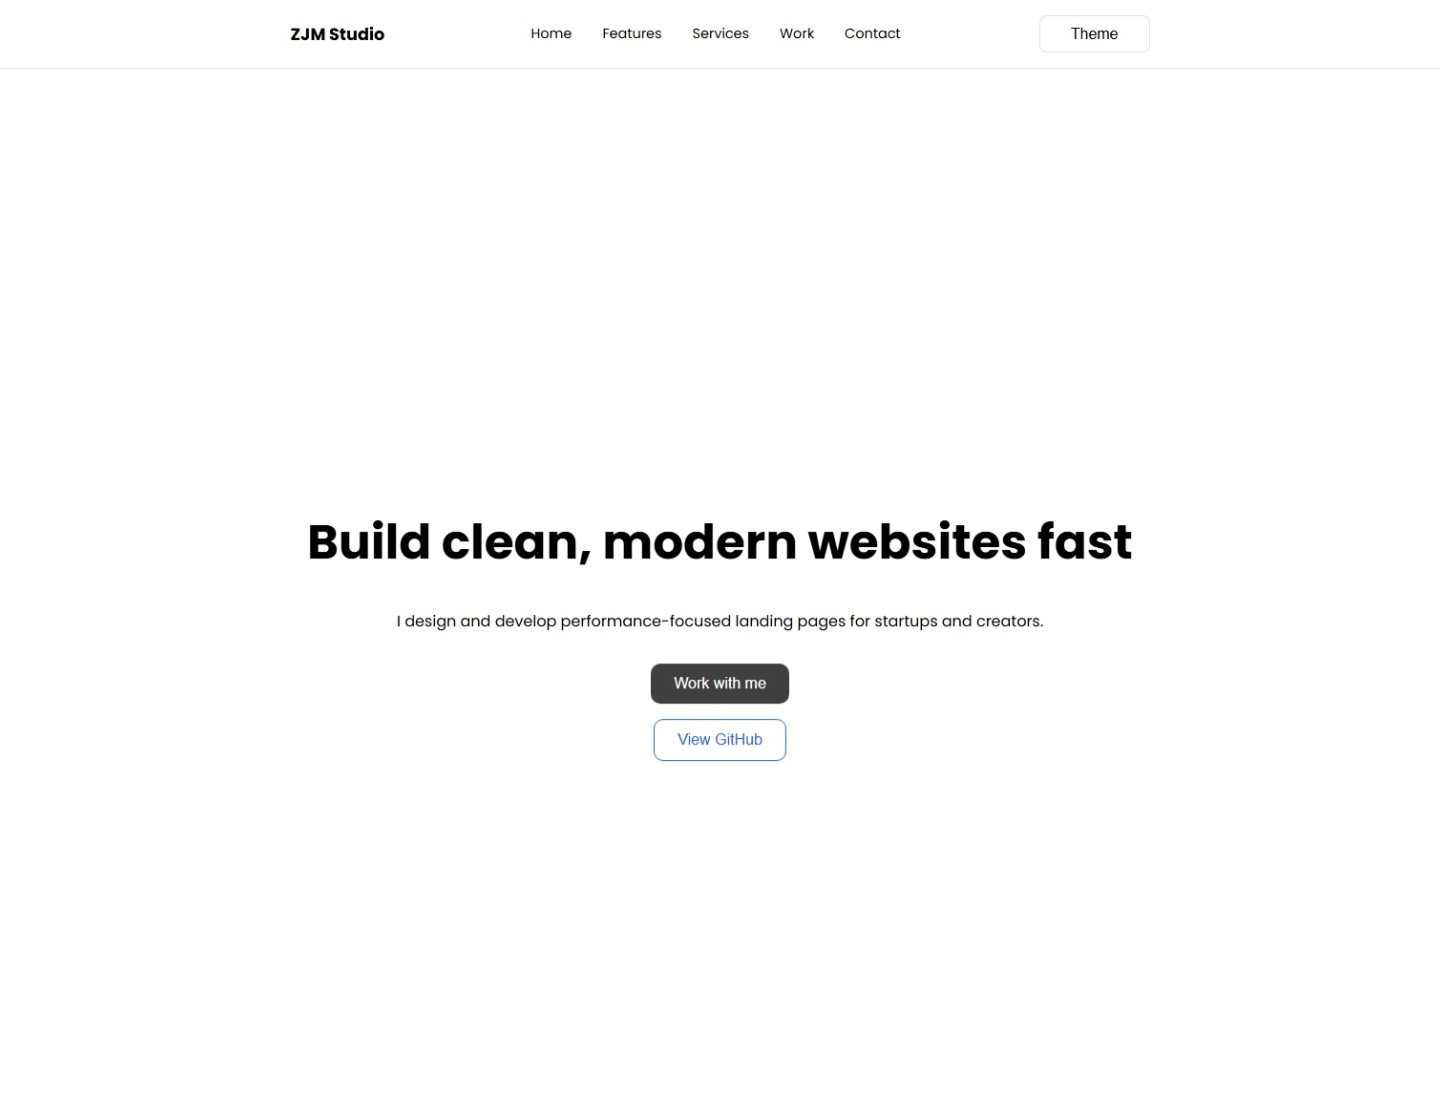 ZJM Studio
Home Features Services Work Contact
Theme
Build clean, modern websites fast
I design and develop performance-focused landing pages for startups and creators.
Work with me
View GitHub